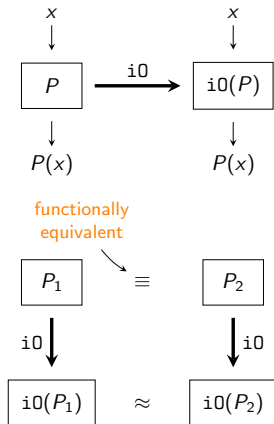 x x
iO
P iO(P)
P(x) P(x)
functionally
equivalent
P₁ ≡ P₂
iO iO
iO(P₁) ≈ iO(P₂)